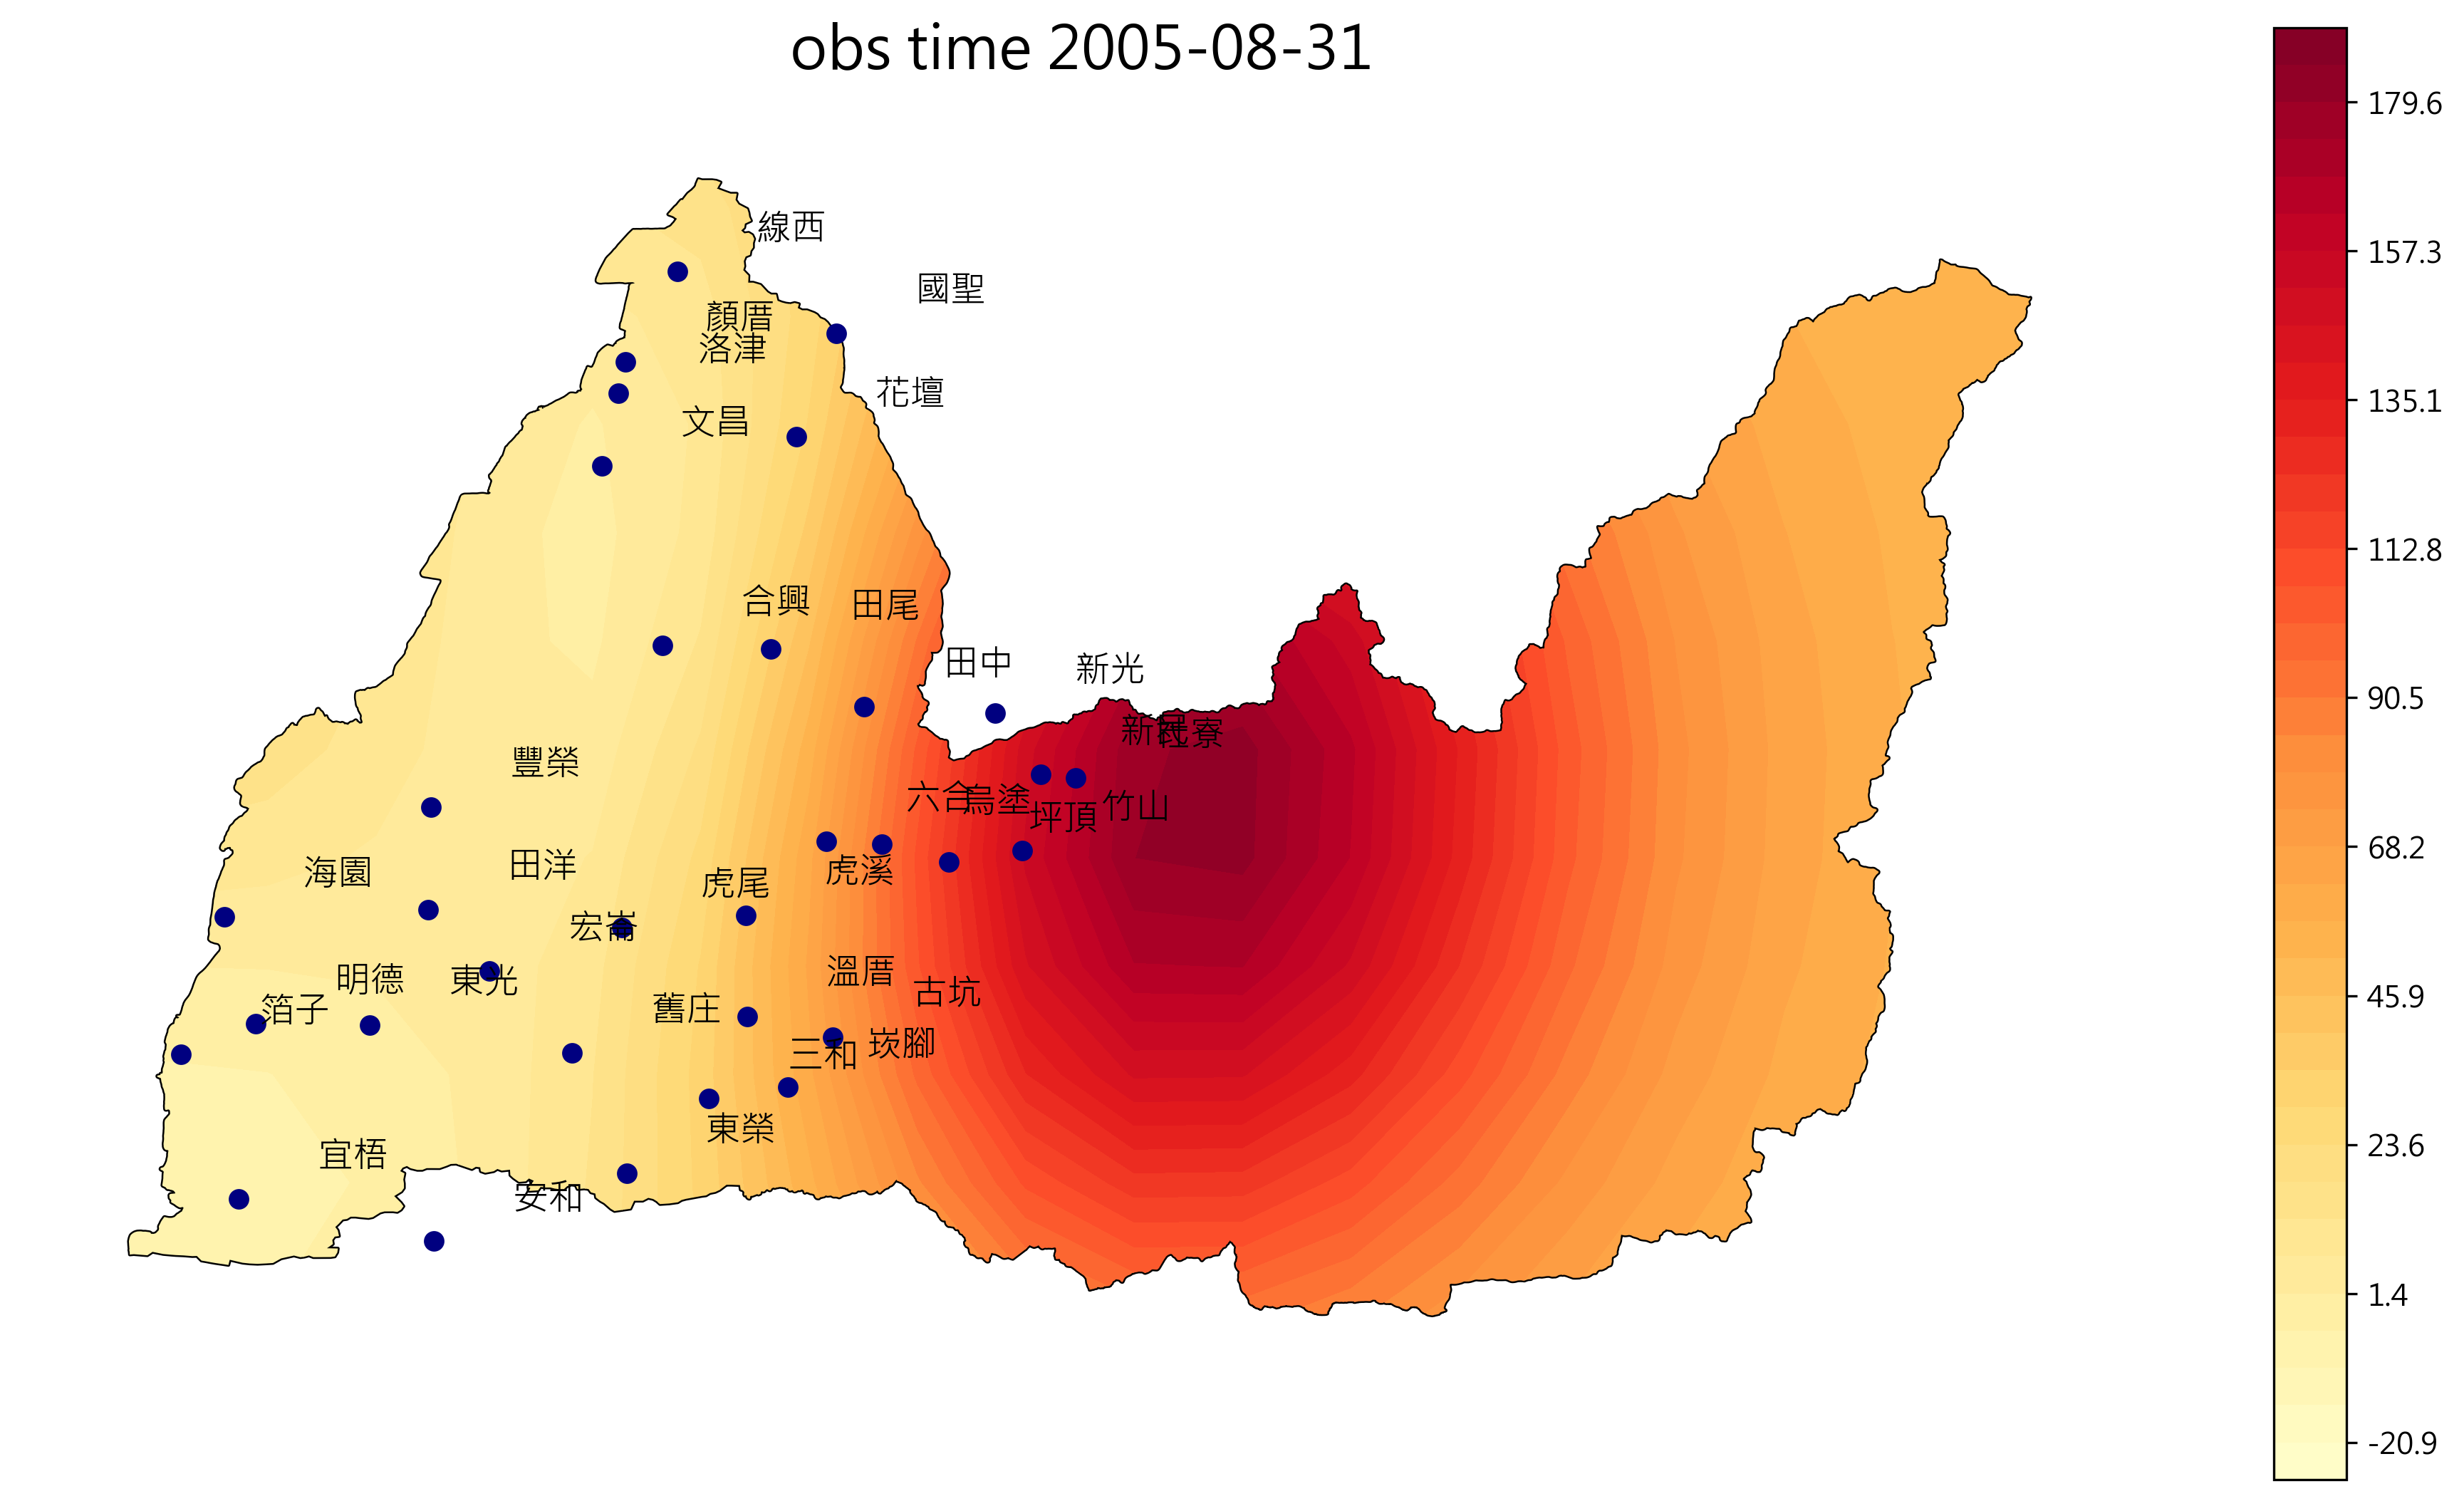 obs time 2005-08-31
線西
國聖
顏厝
洛津
花壇
文昌
合興
田尾
田中
新光
新民
社寮
豐榮
六合
烏塗
坪頂
竹山
海園
田洋
虎尾
虎溪
宏崙
明德
東光
溫厝
古坑
箔子
舊庄
三和
崁腳
東榮
宜梧
安和
179.6
157.3
135.1
112.8
90.5
68.2
45.9
23.6
1.4
-20.9